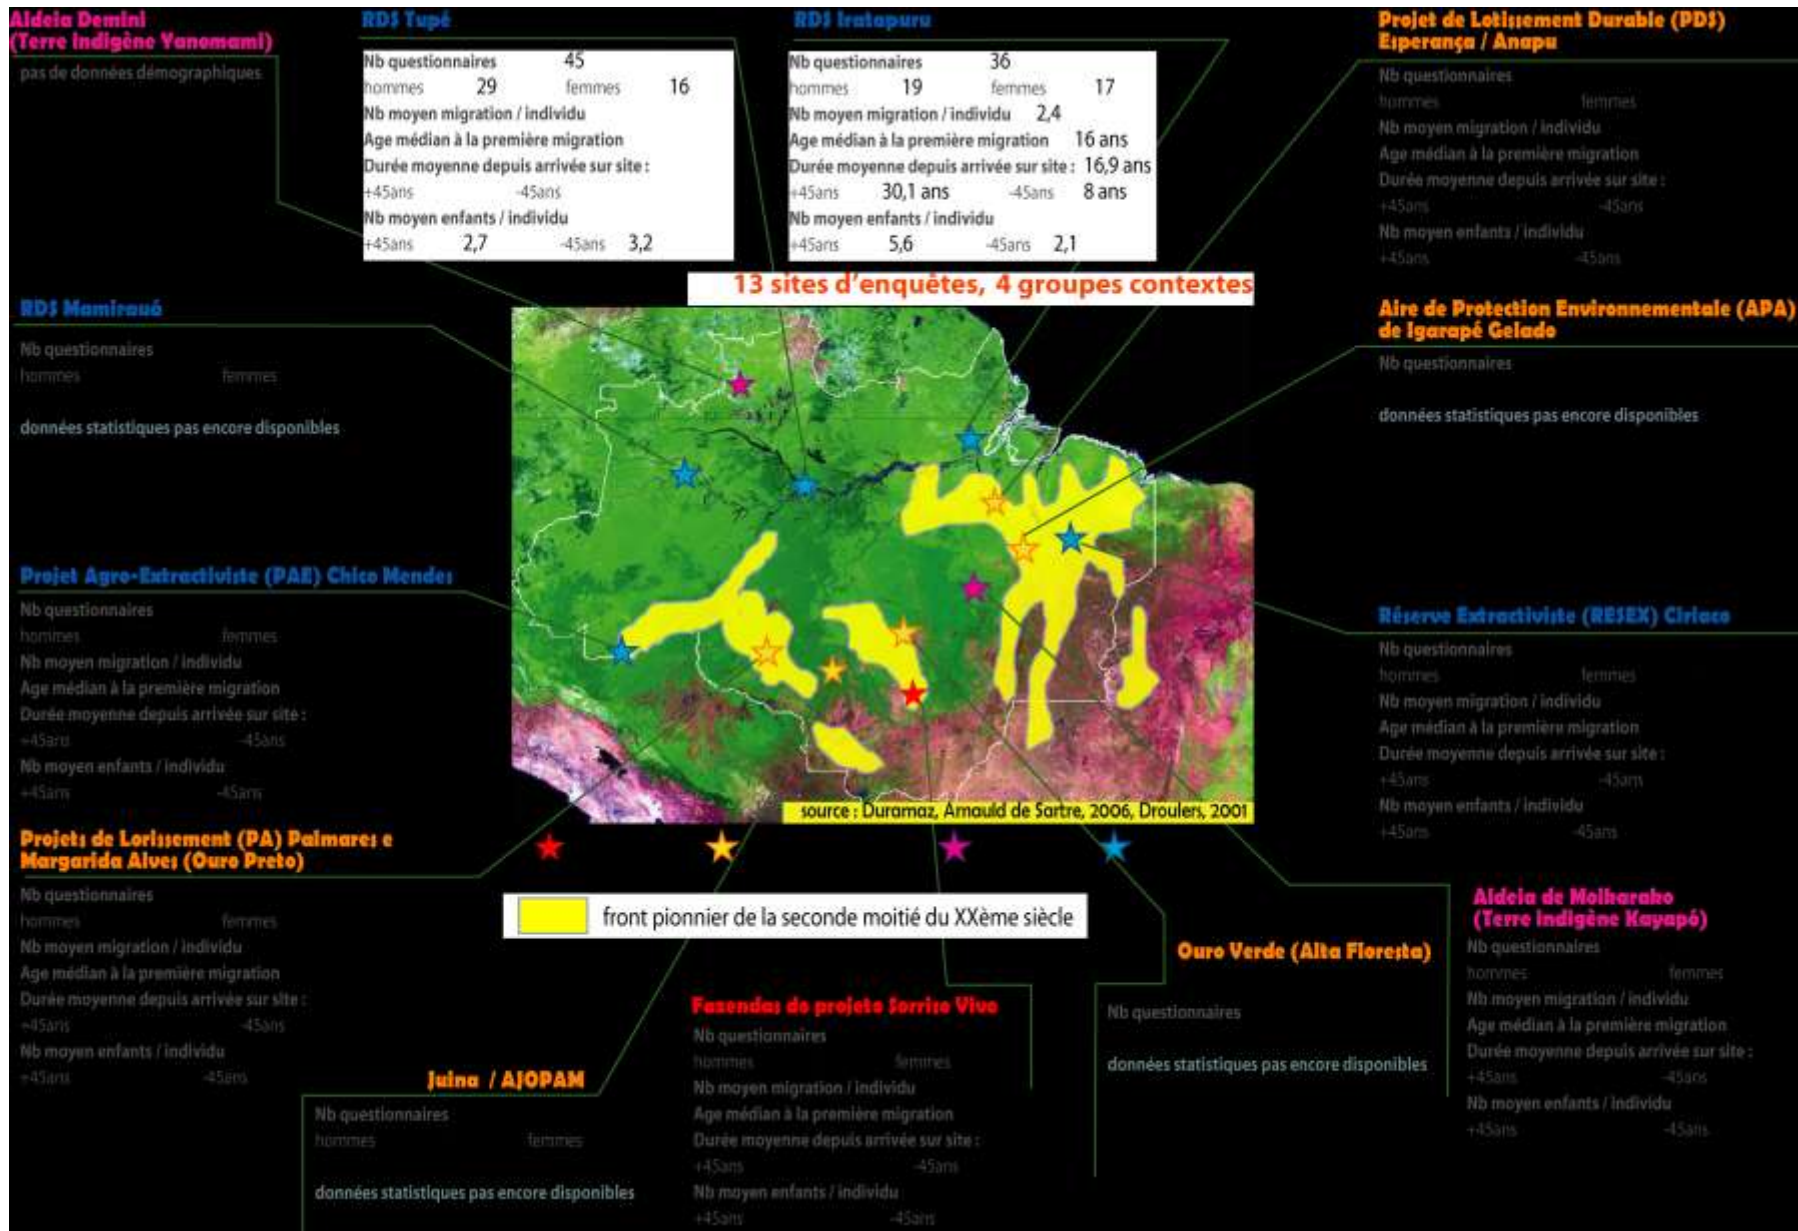 Aldeia Demini
(Terre Indigène Yanomami)
pas de données démographiques
RDS Tupé
Nb questionnaires 45
hommes 29 femmes 16
Nb moyen migration / individu
Age médian à la première migration
Durée moyenne depuis arrivée sur site :
+45ans -45ans
Nb moyen enfants / individu
+45ans 2,7 -45ans 3,2
RDS Iratapuru
Nb questionnaires 36
hommes 19 femmes 17
Nb moyen migration / individu 2,4
Age médian à la première migration 16 ans
Durée moyenne depuis arrivée sur site : 16,9 ans
+45ans 30,1 ans -45ans 8 ans
Nb moyen enfants / individu
+45ans 5,6 -45ans 2,1
Projet de Lotissement Durable (PDS)
Esperança / Anapu
Nb questionnaires
hommes femmes
Nb moyen migration / individu
Age médian à la première migration
Durée moyenne depuis arrivée sur site :
+45ans -45ans
Nb moyen enfants / individu
+45ans -45ans
13 sites d'enquêtes, 4 groupes contextes
RDS Mamirauá
Nb questionnaires
hommes femmes
données statistiques pas encore disponibles
Aire de Protection Environnementale (APA)
de Igarapé Gelado
Nb questionnaires
données statistiques pas encore disponibles
Projet Agro-Extractiviste (PAE) Chico Mendes
Nb questionnaires
hommes femmes
Nb moyen migration / individu
Age médian à la première migration
Durée moyenne depuis arrivée sur site :
+45ans -45ans
Nb moyen enfants / individu
+45ans -45ans
Réserve Extractiviste (RESEX) Ciriaco
Nb questionnaires
hommes femmes
Nb moyen migration / individu
Age médian à la première migration
Durée moyenne depuis arrivée sur site :
+45ans -45ans
Nb moyen enfants / individu
+45ans -45ans
source : Duramaz, Arnauld de Sartre, 2006, Droulers, 2001
Projets de Lorissement (PA) Palmares e
Margarida Alves (Ouro Preto)
Nb questionnaires
hommes femmes
Nb moyen migration / individu
Age médian à la première migration
Durée moyenne depuis arrivée sur site :
+45ans -45ans
Nb moyen enfants / individu
+45ans -45ans
front pionnier de la seconde moitié du XXème siècle
Juina / AJOPAM
Nb questionnaires
hommes femmes
données statistiques pas encore disponibles
Fazendas do projeto Sorriso Vivo
Nb questionnaires
hommes femmes
Nb moyen migration / individu
Age médian à la première migration
Durée moyenne depuis arrivée sur site :
+45ans -45ans
Nb moyen enfants / individu
+45ans -45ans
Ouro Verde (Alta Floresta)
Nb questionnaires
données statistiques pas encore disponibles
Aldeia de Moikarako
(Terre Indigène Kayapó)
Nb questionnaires
hommes femmes
Nb moyen migration / individu
Age médian à la première migration
Durée moyenne depuis arrivée sur site :
+45ans -45ans
Nb moyen enfants / individu
+45ans -45ans